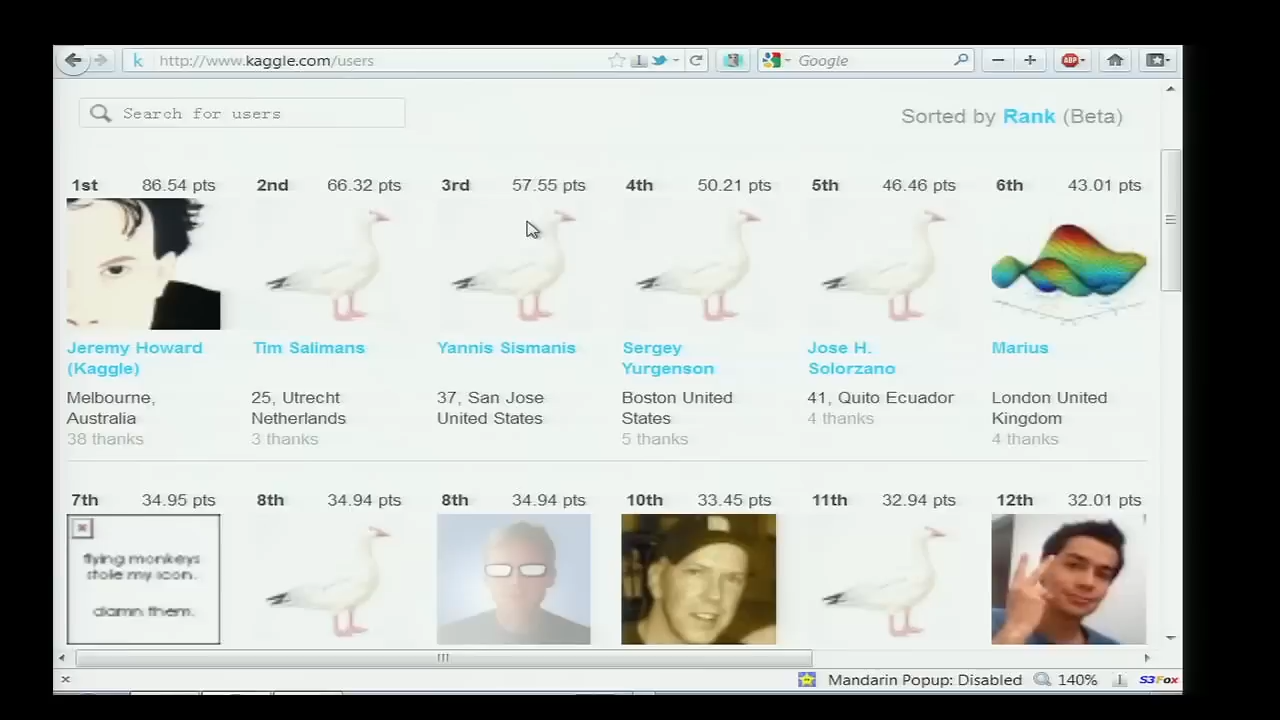 http://www.kaggle.com/users
Google
Search for users
Sorted by Rank (Beta)
1st 86.54 pts
2nd 66.32 pts
3rd 57.55 pts
4th 50.21 pts
5th 46.46 pts
6th 43.01 pts
Jeremy Howard (Kaggle)
Melbourne, Australia
38 thanks
Tim Salimans
25, Utrecht Netherlands
3 thanks
Yannis Sismanis
37, San Jose United States
Sergey Yurgenson
Boston United States
5 thanks
Jose H. Solorzano
41, Quito Ecuador
4 thanks
Marius
London United Kingdom
4 thanks
7th 34.95 pts
8th 34.94 pts
8th 34.94 pts
10th 33.45 pts
11th 32.94 pts
12th 32.01 pts
flying monkeys
stole my icon.
damn them.
Mandarin Popup: Disabled
140%
S3Fox
ABP
k